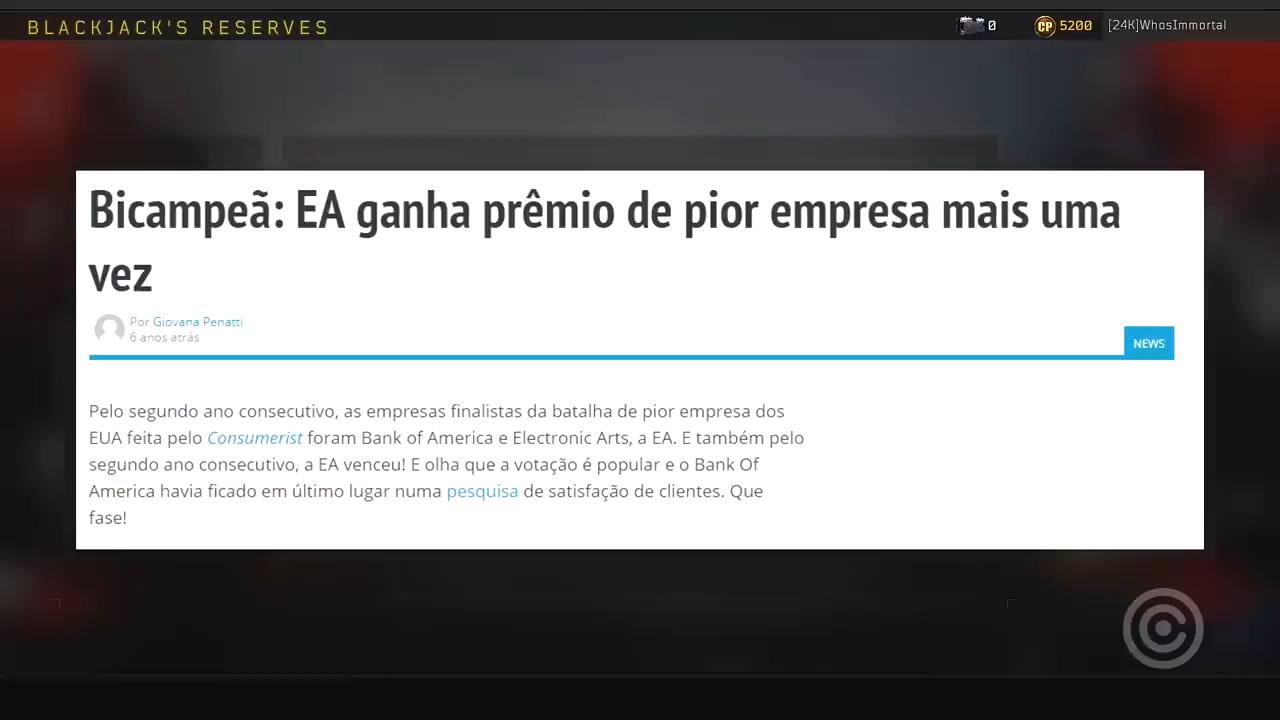 BLACKJACK'S RESERVES
0
CP 5200
[24K]WhosImmortal
Bicampeã: EA ganha prêmio de pior empresa mais uma
vez
Por Giovana Penatti
6 anos atrás
NEWS
Pelo segundo ano consecutivo, as empresas finalistas da batalha de pior empresa dos
EUA feita pelo Consumerist foram Bank of America e Electronic Arts, a EA. E também pelo
segundo ano consecutivo, a EA venceu! E olha que a votação é popular e o Bank Of
America havia ficado em último lugar numa pesquisa de satisfação de clientes. Que
fase!